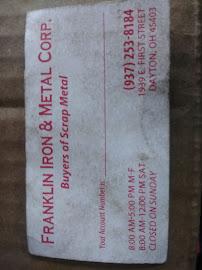 FRANKLIN IRON & METAL CORP.
Buyers of Scrap Metal
Your Account Number is:
8:00 AM-5:00 PM M-F
8:00 AM-12:00 PM SAT
CLOSED ON SUNDAY
(937) 253-8184
1939 E. FIRST STREET
DAYTON, OH 45403